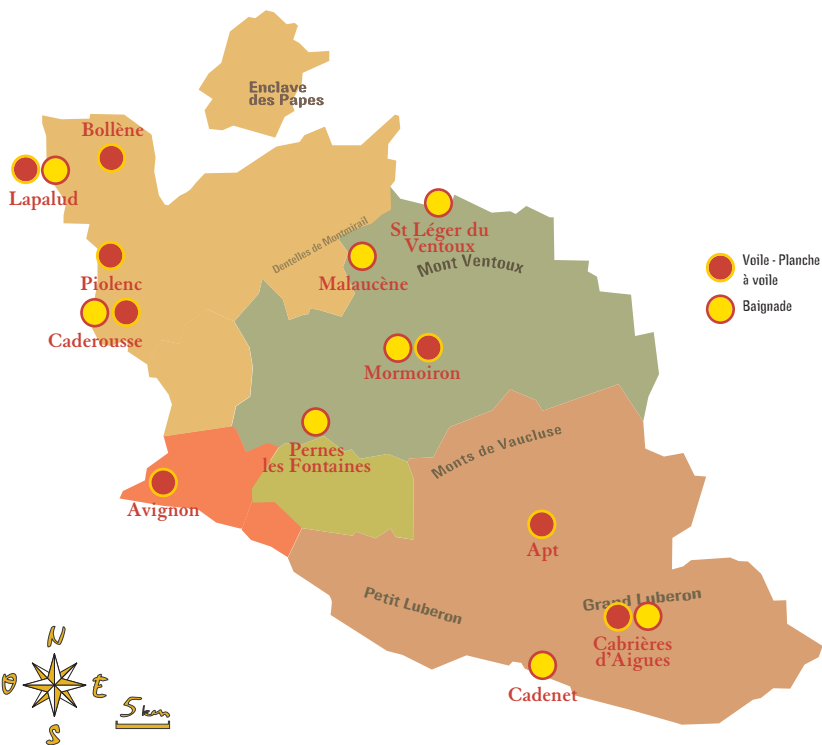 Enclave
des Papes
Bollène
Lapalud
St Léger du
Ventoux
Dentelles de Montmirail
Mont Ventoux
Voile - Planche
à voile
Piolenc
Malaucène
Baignade
Caderousse
Mormoiron
Pernes
les Fontaines
Monts de Vaucluse
Avignon
Apt
Petit Luberon
Grand Luberon
Cabrières
d'Aigues
Cadenet
N
O
E
S
5 km